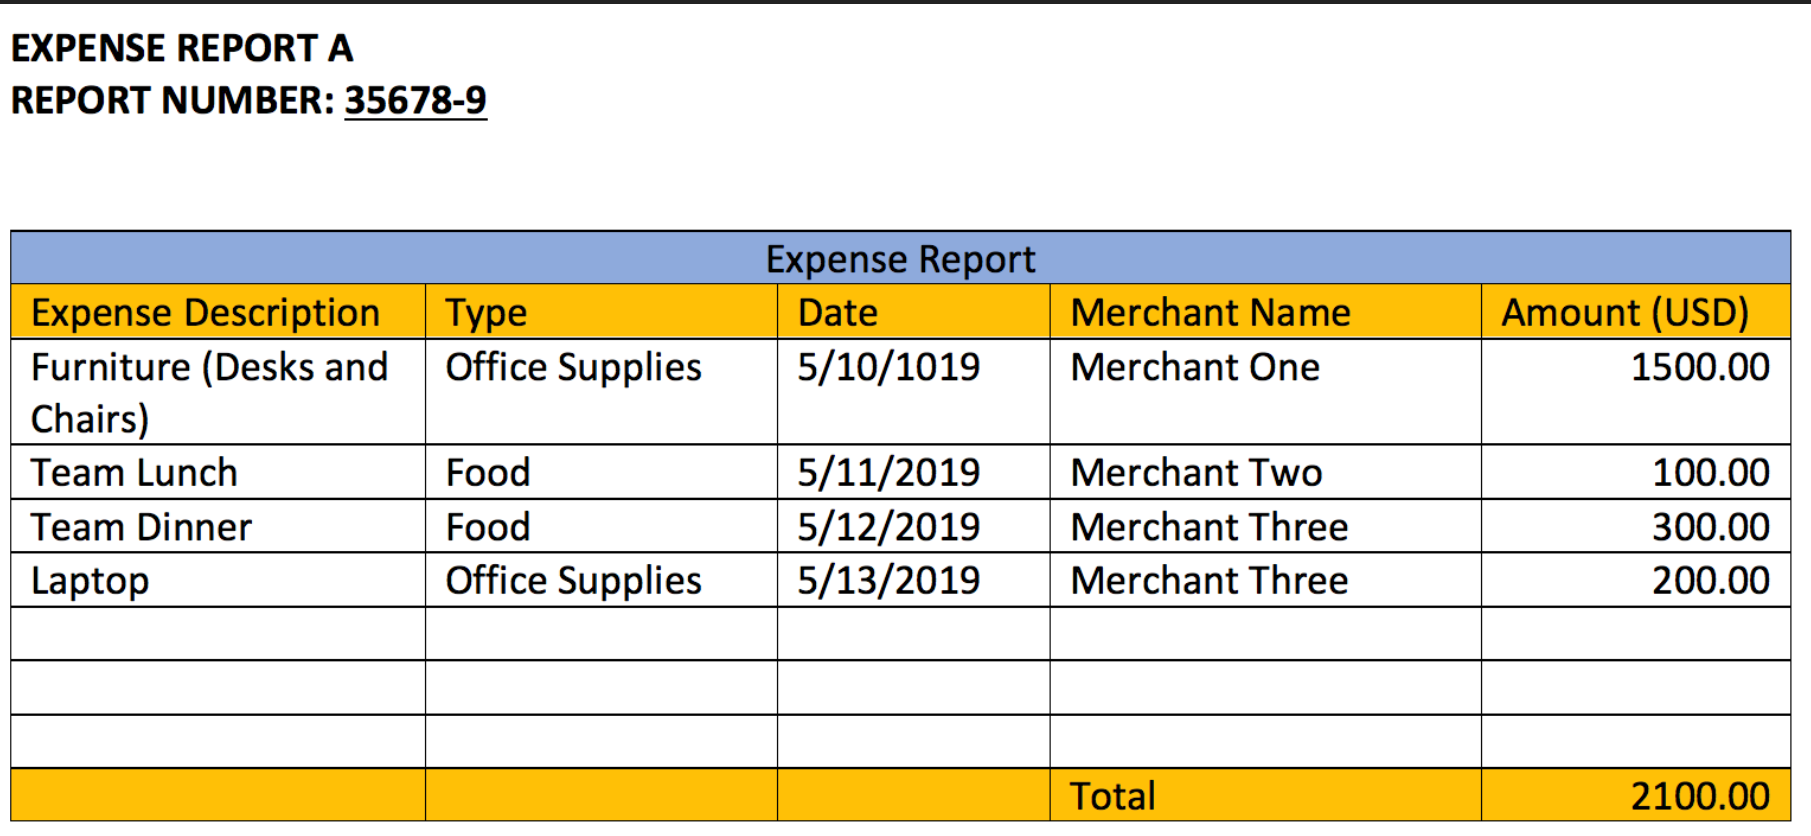 EXPENSE REPORT A
REPORT NUMBER: 35678-9
Expense Report
Expense Description Type Date Merchant Name Amount (USD)
Furniture (Desks and Office Supplies 5/10/1019 Merchant One 1500.00
Chairs)
Team Lunch Food 5/11/2019 Merchant Two 100.00
Team Dinner Food 5/12/2019 Merchant Three 300.00
Laptop Office Supplies 5/13/2019 Merchant Three 200.00
Total 2100.00